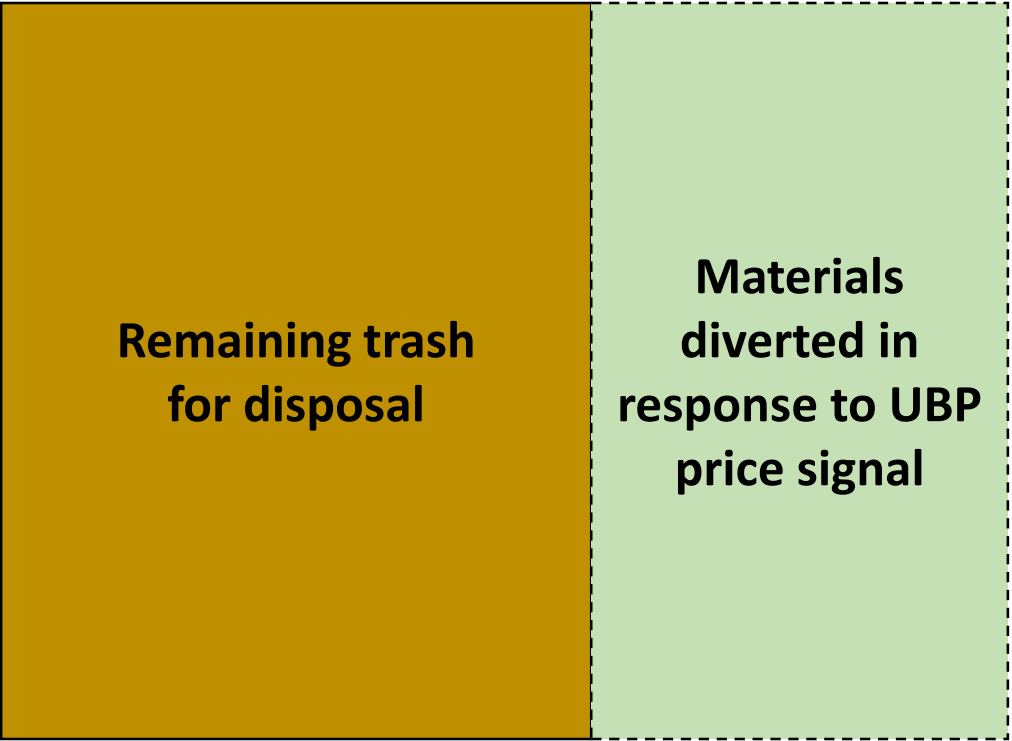 Remaining trash
for disposal
Materials
diverted in
response to UBP
price signal